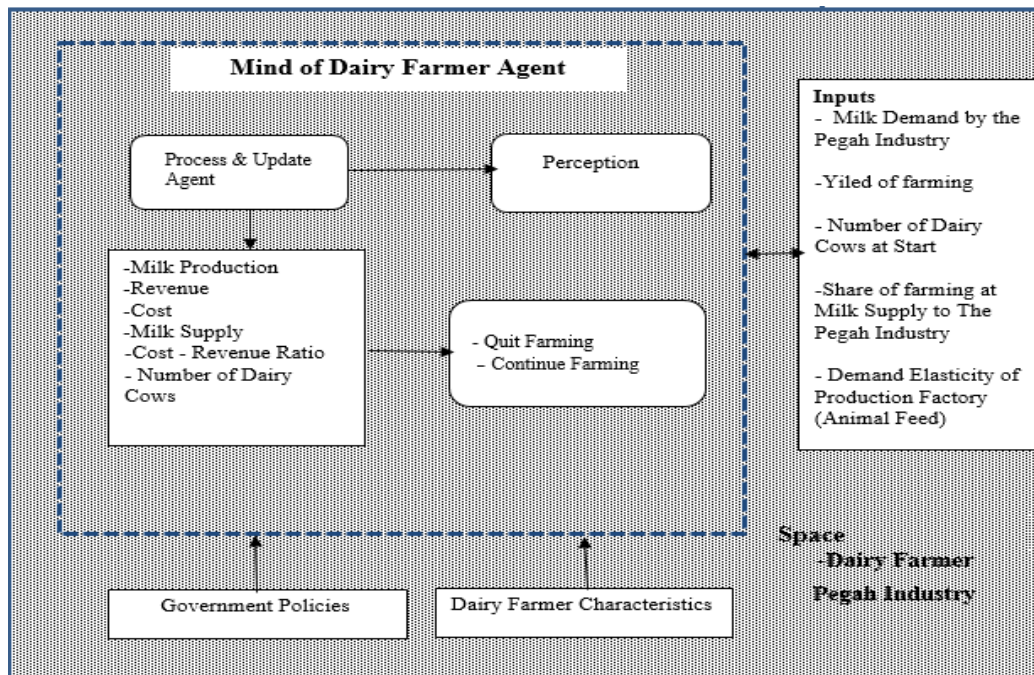 Mind of Dairy Farmer Agent
Process & Update
Agent
Perception
-Milk Production
-Revenue
-Cost
-Milk Supply
-Cost - Revenue Ratio
- Number of Dairy
Cows
- Quit Farming
– Continue Farming
Inputs
- Milk Demand by the
Pegah Industry
-Yiled of farming
- Number of Dairy
Cows at Start
-Share of farming at
Milk Supply to The
Pegah Industry
- Demand Elasticity of
Production Factory
(Animal Feed)
Space
-Dairy Farmer
Pegah Industry
Government Policies
Dairy Farmer Characteristics